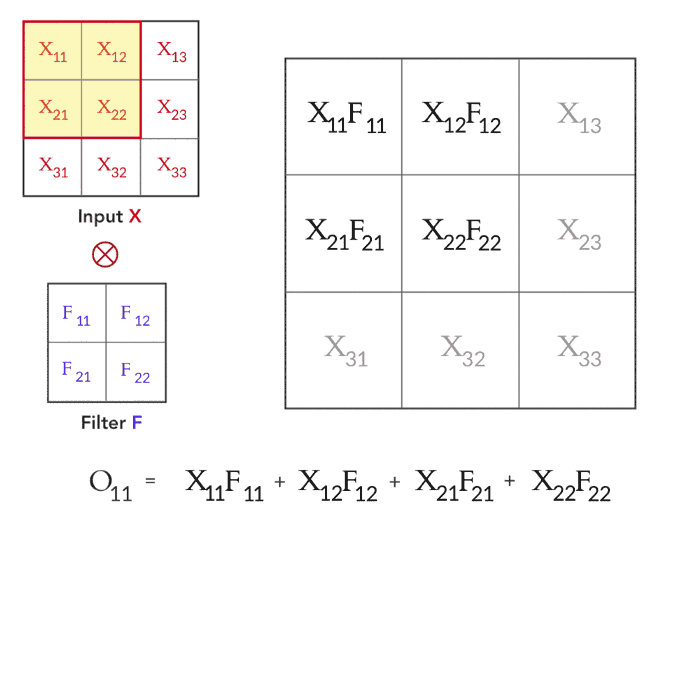 X₁₁ X₁₂ X₁₃
X₂₁ X₂₂ X₂₃
X₃₁ X₃₂ X₃₃
Input X
⊗
F₁₁ F₁₂
F₂₁ F₂₂
Filter F
X₁₁F₁₁ X₁₂F₁₂ X₁₃
X₂₁F₂₁ X₂₂F₂₂ X₂₃
X₃₁ X₃₂ X₃₃
O₁₁ = X₁₁F₁₁ + X₁₂F₁₂ + X₂₁F₂₁ + X₂₂F₂₂